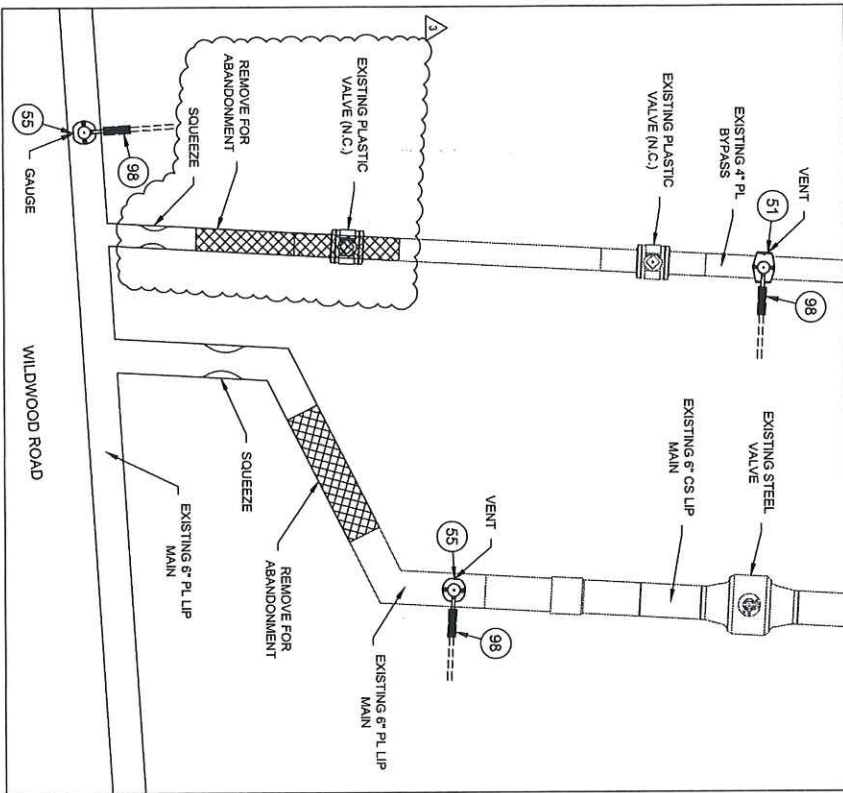 3
REMOVE FOR
ABANDONMENT
SQUEEZE
98
55
GAUGE
EXISTING PLASTIC
VALVE (N.C.)
EXISTING PLASTIC
VALVE (N.C.)
EXISTING 4" PL
BYPASS
VENT
51
98
WILDWOOD ROAD
SQUEEZE
EXISTING 6" PL LIP
MAIN
REMOVE FOR
ABANDONMENT
VENT
55
98
EXISTING 6" PL LIP
MAIN
EXISTING 6" CS LIP
MAIN
EXISTING STEEL
VALVE